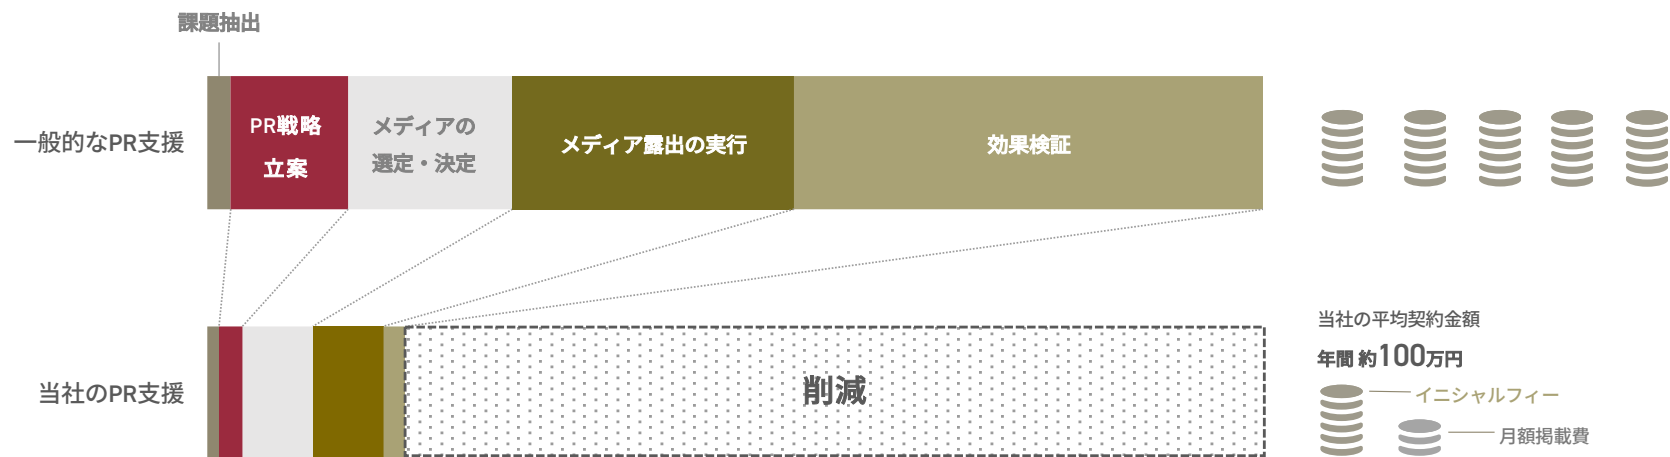 課題抽出
一般的なPR支援
PR戦略
立案
メディアの
選定・決定
メディア露出の実行
効果検証
当社のPR支援
削減
当社の平均契約金額
年間 約100万円
イニシャルフィー
月額掲載費